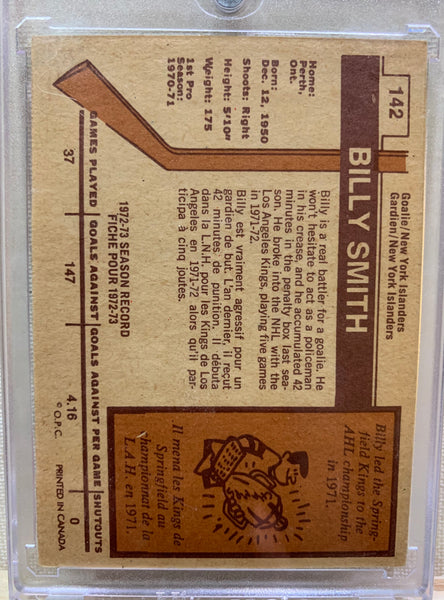 142
BILLY SMITH
Goalie/New York Islanders
Gardien/New York Islanders
Home:
Perth,
Ont.
Born:
Dec. 12, 1950
Shoots: Right
Height: 5'10"
Weight: 175
1st Pro
Season:
1970-71
Billy is a real battler for a goalie. He
won't hesitate to act as a policeman
in his crease, and he accumulated 42
minutes in the penalty box last sea-
son. He broke into the NHL with the
Los Angeles Kings, playing five games
in 1971-72.
Billy est vraiment agressif pour un
gardien de but. L'an dernier, il reçut
42 minutes de punition. Il débuta
dans la L.N.H. pour les Kings de Los
Angeles en 1971-72 alors qu'il par-
ticipa à cinq joutes.
Billy led the Spring-
field Kings to the
AHL championship
in 1971.
Il mena les Kings de
Springfield au
championnat de la
L.A.H. en 1971.
1972-73 SEASON RECORD
FICHE POUR 1972-73
GAMES PLAYED GOALS AGAINST GOALS AGAINST PER GAME SHUTOUTS
37 147 4.16 0
© O.P.C. PRINTED IN CANADA